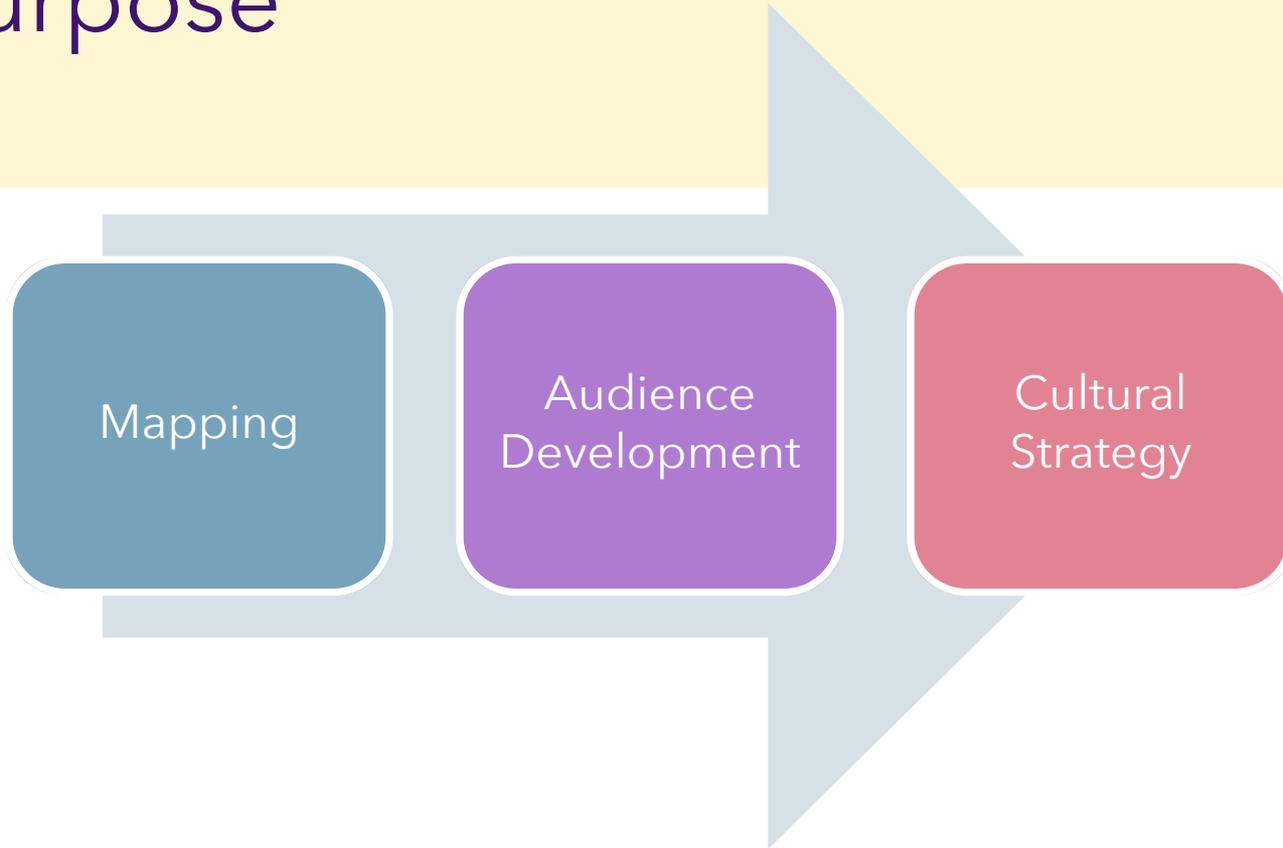 urpose
Mapping
Audience
Development
Cultural
Strategy